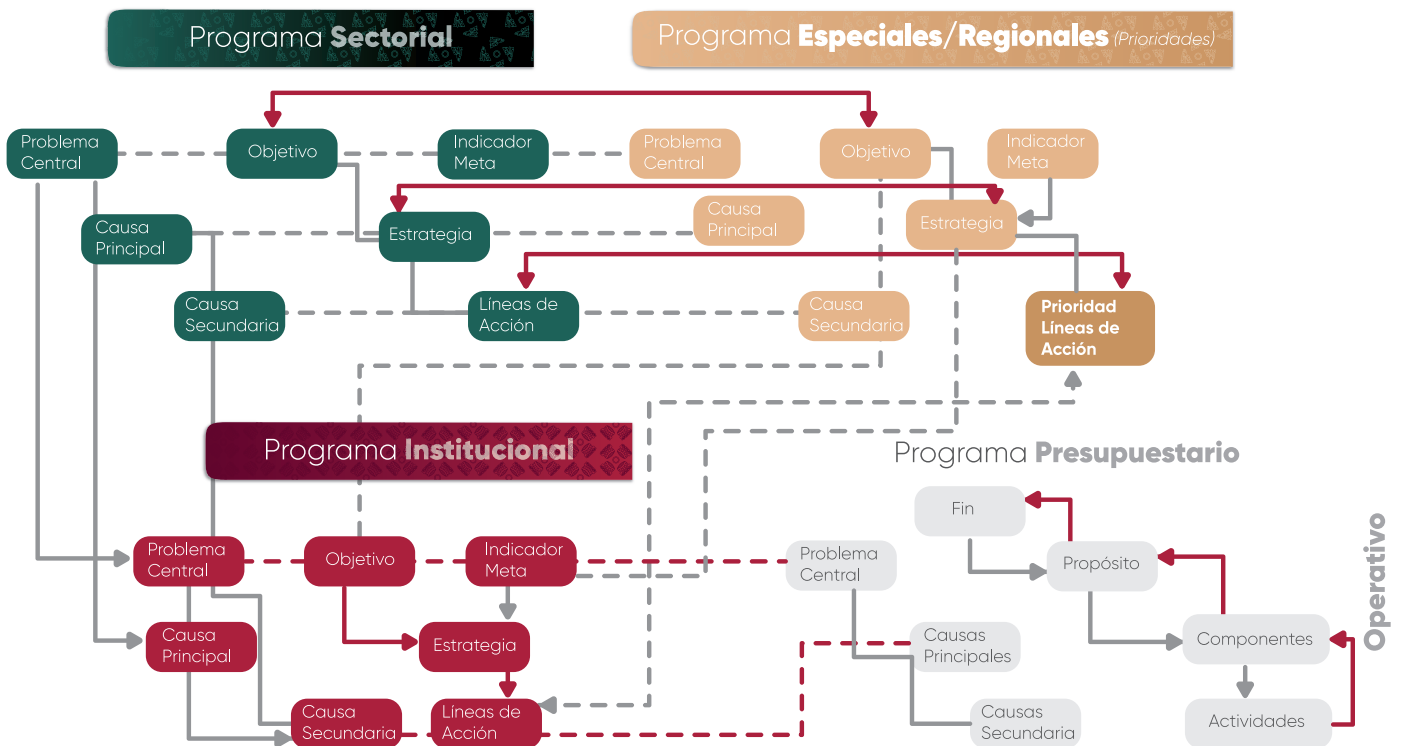 Programa Sectorial
Programa Especiales/Regionales (Prioridades)
Problema
Central
Objetivo
Indicador
Meta
Problema
Central
Objetivo
Indicador
Meta
Causa
Principal
Estrategia
Causa
Principal
Estrategia
Causa
Secundaria
Líneas de
Acción
Causa
Secundaria
Prioridad
Líneas de
Acción
Programa Institucional
Programa Presupuestario
Problema
Central
Objetivo
Indicador
Meta
Causa
Principal
Estrategia
Causa
Secundaria
Líneas de
Acción
Problema
Central
Causas
Principales
Causas
Secundaria
Fin
Propósito
Componentes
Actividades
Operativo